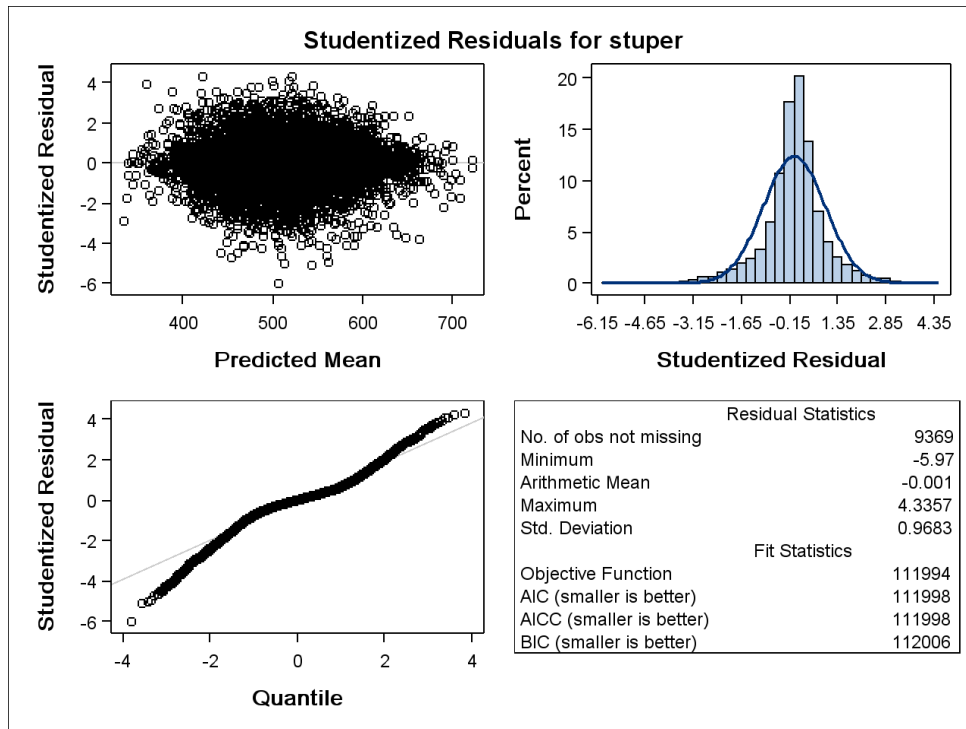 Studentized Residuals for stuper
Studentized Residual
4
2
0
-2
-4
-6
400 500 600 700
Predicted Mean
Percent
20
15
10
5
0
-6.15 -4.65 -3.15 -1.65 -0.15 1.35 2.85 4.35
Studentized Residual
Studentized Residual
4
2
0
-2
-4
-6
-4 -2 0 2 4
Quantile
Residual Statistics
No. of obs not missing 9369
Minimum -5.97
Arithmetic Mean -0.001
Maximum 4.3357
Std. Deviation 0.9683
Fit Statistics
Objective Function 111994
AIC (smaller is better) 111998
AICC (smaller is better) 111998
BIC (smaller is better) 112006